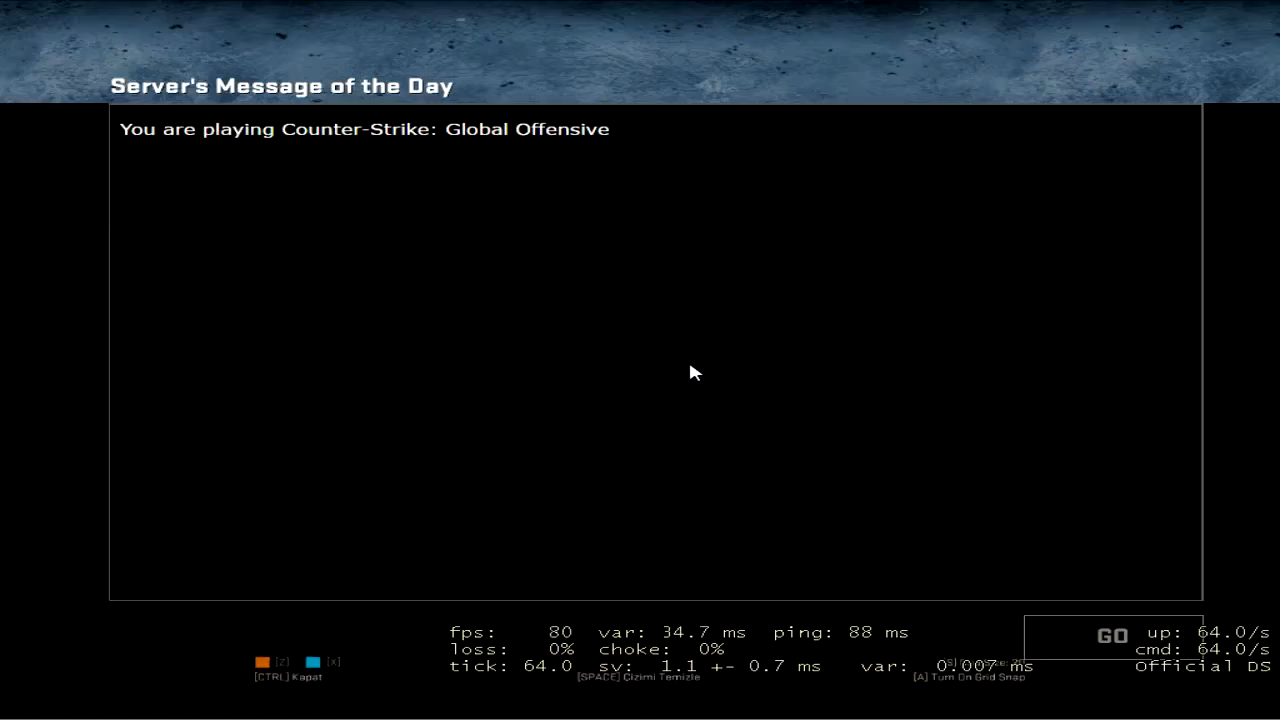 Server's Message of the Day
You are playing Counter-Strike: Global Offensive
fps: 80 var: 34.7 ms ping: 88 ms
GO
up: 64.0/s
loss: 0% choke: 0%
cmd: 64.0/s
[Z] [X]
tick: 64.0 sv: 1.1 +- 0.7 ms var: 0.007 ms
Official DS
[CTRL] Kapat
[SPACE] Çizimi Temizle
[A] Turn On Grid Snap